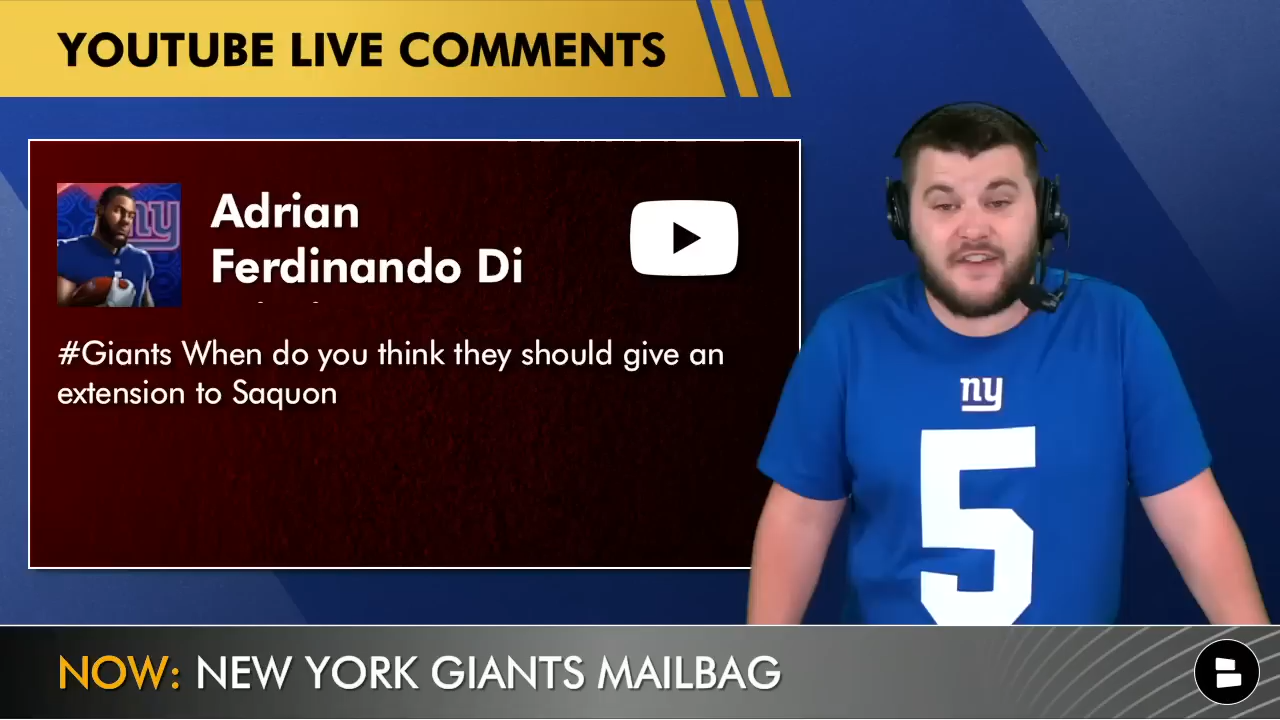 YOUTUBE LIVE COMMENTS
ny
Adrian
Ferdinando Di
#Giants When do you think they should give an
extension to Saquon
ny
5
NOW: NEW YORK GIANTS MAILBAG